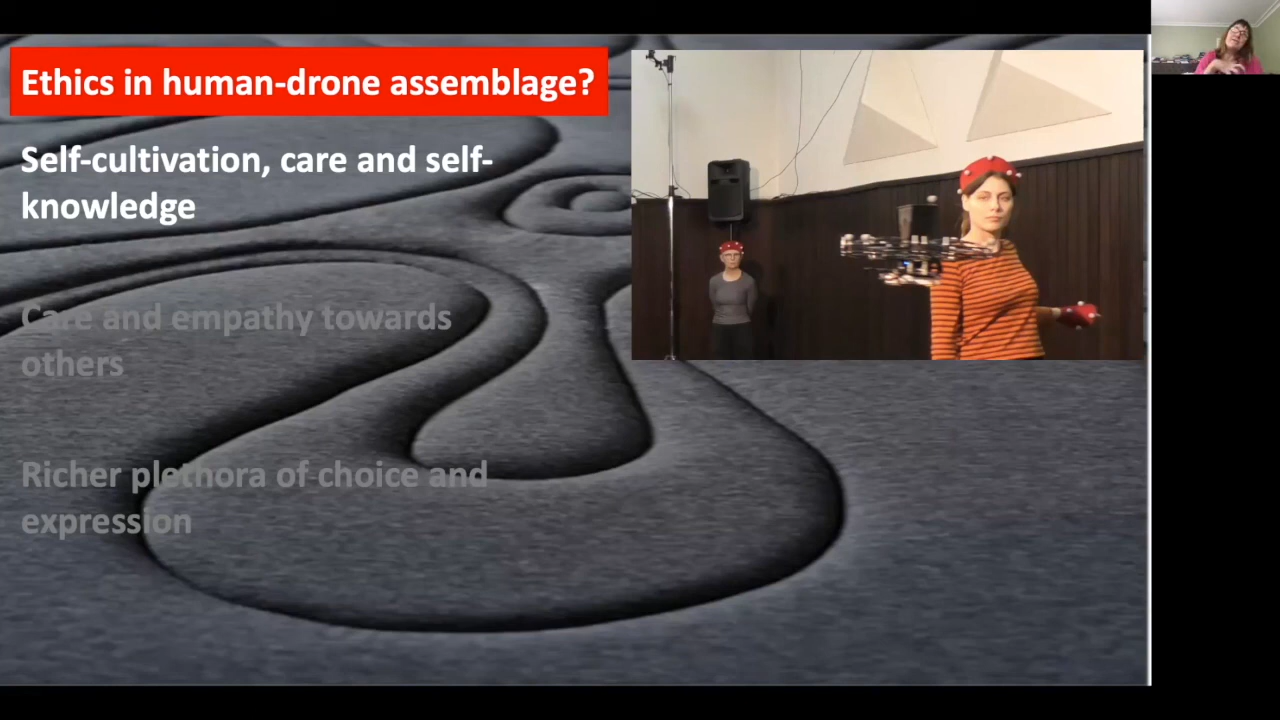 Ethics in human-drone assemblage?
Self-cultivation, care and self-
knowledge
Care and empathy towards
others
Richer plethora of choice and
expression